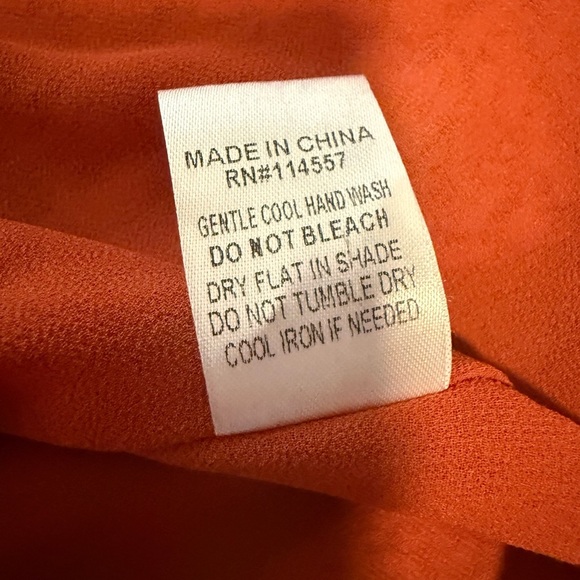 MADE IN CHINA
RN#114557
GENTLE COOL HAND WASH
DO NOT BLEACH
DRY FLAT IN SHADE
DO NOT TUMBLE DRY
COOL IRON IF NEEDED